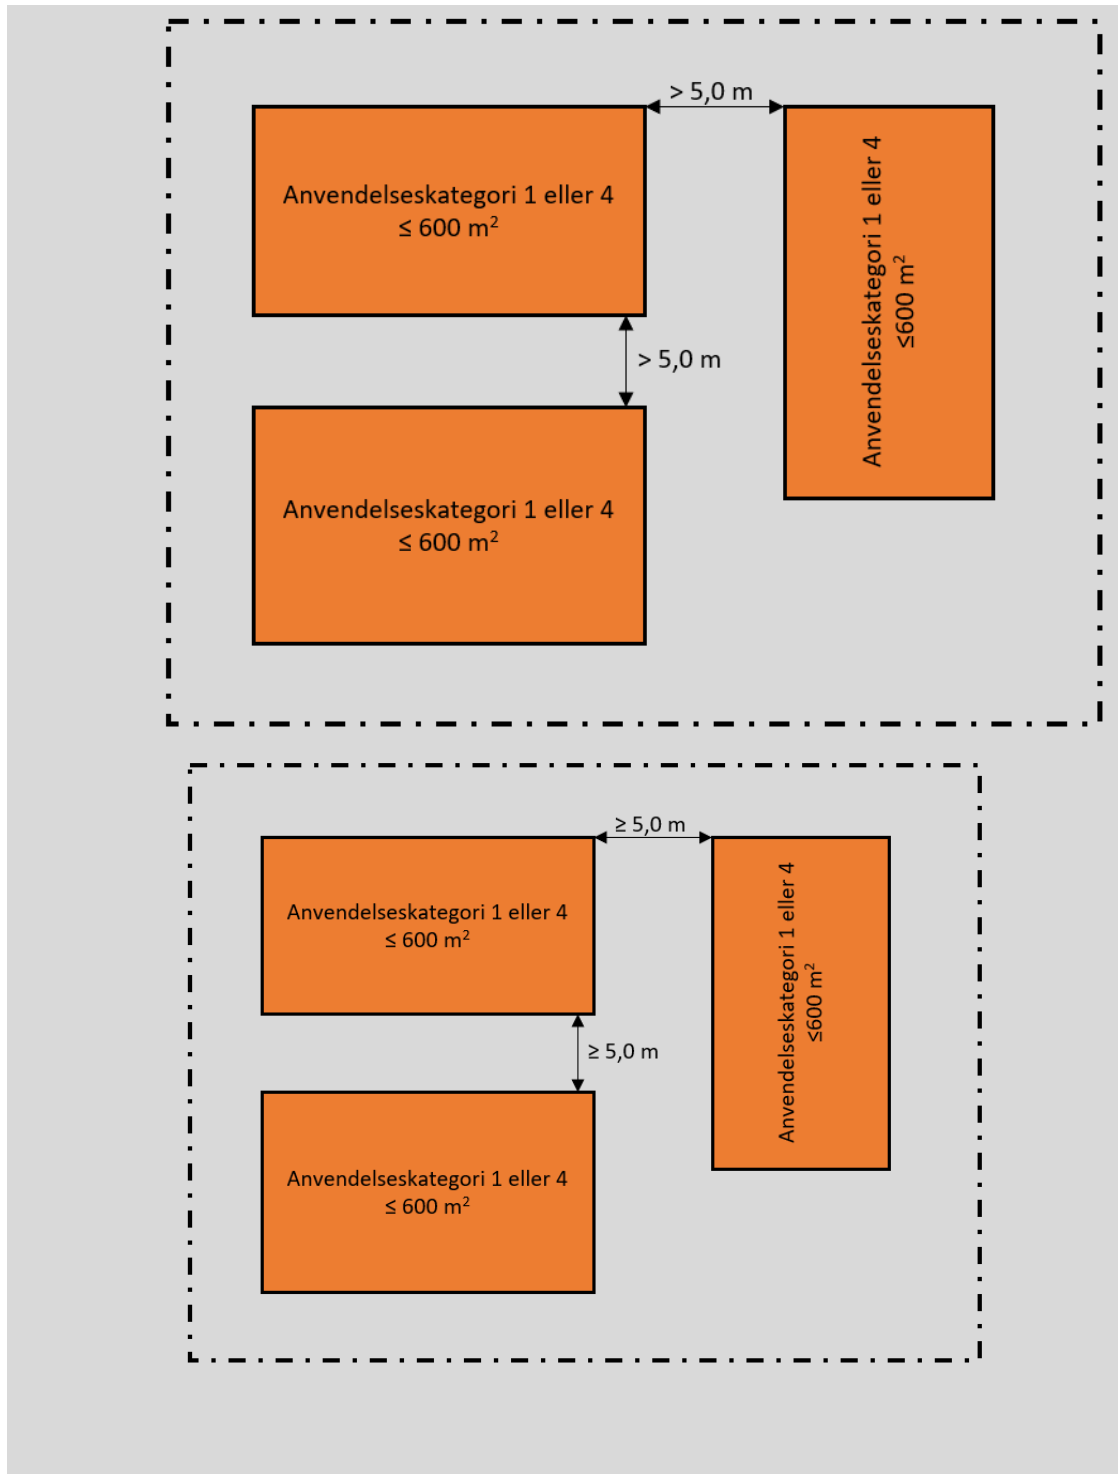 > 5,0 m
Anvendelseskategori 1 eller 4
≤ 600 m²
Anvendelseskategori 1 eller 4
≤600 m²
> 5,0 m
Anvendelseskategori 1 eller 4
≤ 600 m²
≥ 5,0 m
Anvendelseskategori 1 eller 4
≤ 600 m²
Anvendelseskategori 1 eller 4
≤600 m²
≥ 5,0 m
Anvendelseskategori 1 eller 4
≤ 600 m²